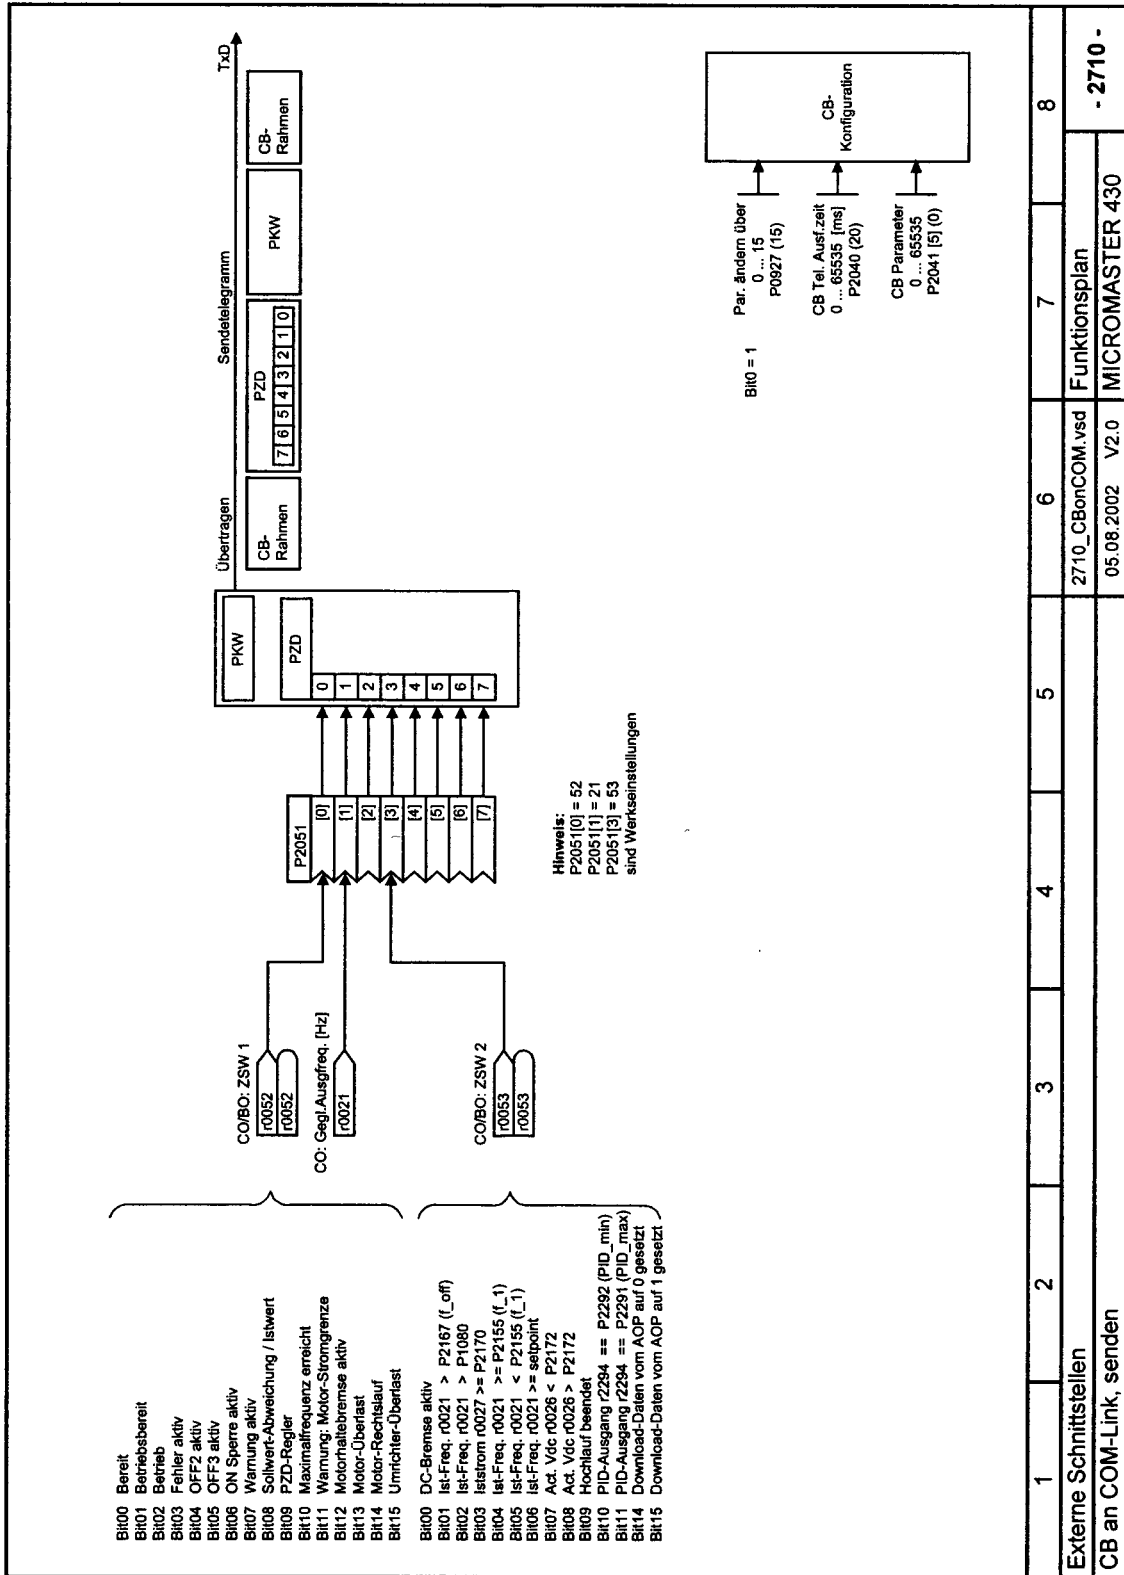 Bit00 Bereit
Bit01 Betriebsbereit
Bit02 Betrieb
Bit03 Fehler aktiv
Bit04 OFF2 aktiv
Bit05 OFF3 aktiv
Bit06 ON Sperre aktiv
Bit07 Warnung aktiv
Bit08 Sollwert-Abweichung / Istwert
Bit09 PZD-Regler
Bit10 Maximalfrequenz erreicht
Bit11 Warnung: Motor-Stromgrenze
Bit12 Motorhaltebremse aktiv
Bit13 Motor-Überlast
Bit14 Motor-Rechtslauf
Bit15 Umrichter-Überlast
Bit00 DC-Bremse aktiv
Bit01 Ist-Freq. r0021 > P2167 (f_off)
Bit02 Ist-Freq. r0021 > P1080
Bit03 Iststrom r0027 >= P2170
Bit04 Ist-Freq. r0021 >= P2155 (f_1)
Bit05 Ist-Freq. r0021 < P2155 (f_1)
Bit06 Ist-Freq. r0021 >= setpoint
Bit07 Act. Vdc r0026 < P2172
Bit08 Act. Vdc r0026 > P2172
Bit09 Hochlauf beendet
Bit10 PID-Ausgang r2294 == P2292 (PID_min)
Bit11 PID-Ausgang r2294 == P2291 (PID_max)
Bit14 Download-Daten vom AOP auf 0 gesetzt
Bit15 Download-Daten vom AOP auf 1 gesetzt
CO/BO: ZSW 1
r0052
r0052
CO: Gegl.Ausgfreq. [Hz]
r0021
CO/BO: ZSW 2
r0053
r0053
P2051
[0]
[1]
[2]
[3]
[4]
[5]
[6]
[7]
Hinweis:
P2051[0] = 52
P2051[1] = 21
P2051[3] = 53
sind Werkseinstellungen
PKW
PZD
0
1
2
3
4
5
6
7
Übertragen
Sendetelegramm
TxD
CB-
Rahmen
PZD
7 6 5 4 3 2 1 0
PKW
CB-
Rahmen
Bit0 = 1
Par. ändern über
0 ... 15
P0927 (15)
CB Tel. Ausf.zeit
0 ... 65535 [ms]
P2040 (20)
CB Parameter
0 ... 65535
P2041 [5] (0)
CB-
Konfiguration
1 2 3 4 5 6 7 8
Externe Schnittstellen
2710_CBonCOM.vsd
Funktionsplan
- 2710 -
CB an COM-Link, senden
05.08.2002 V2.0
MICROMASTER 430